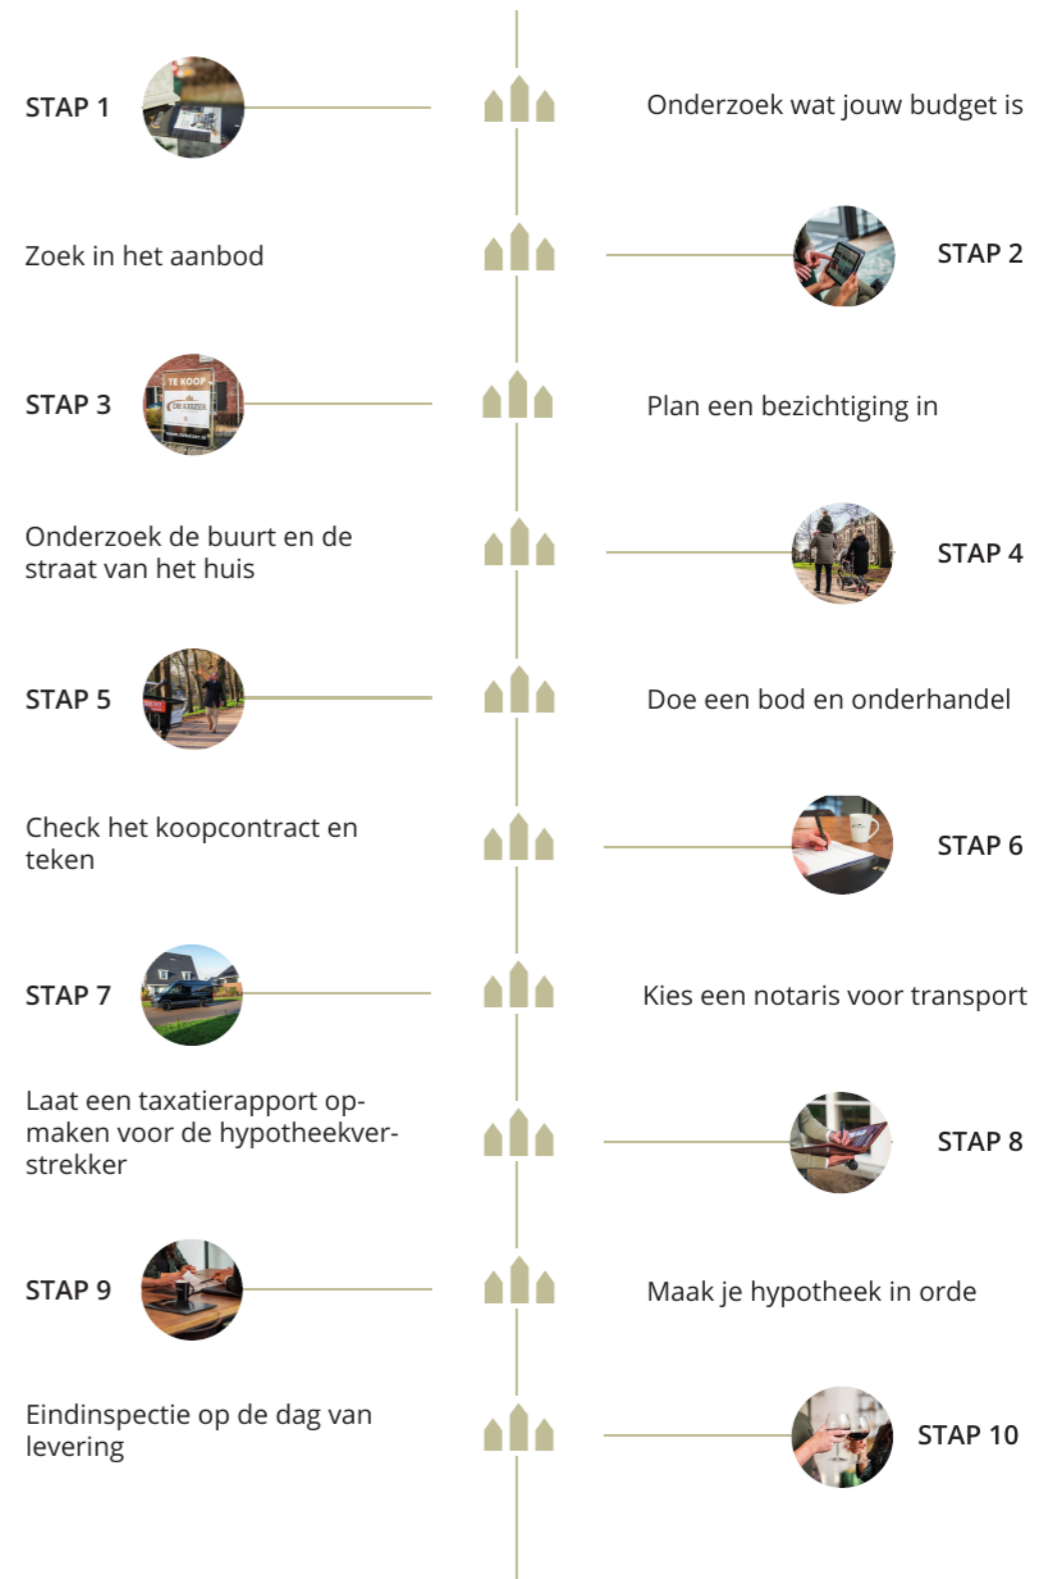 STAP 1
Onderzoek wat jouw budget is
Zoek in het aanbod
STAP 2
STAP 3
TE KOOP
DE KEIZER
Plan een bezichtiging in
Onderzoek de buurt en de
straat van het huis
STAP 4
STAP 5
Doe een bod en onderhandel
Check het koopcontract en
teken
STAP 6
STAP 7
Kies een notaris voor transport
Laat een taxatierapport op-
maken voor de hypotheekver-
strekker
STAP 8
STAP 9
Maak je hypotheek in orde
Eindinspectie op de dag van
levering
STAP 10